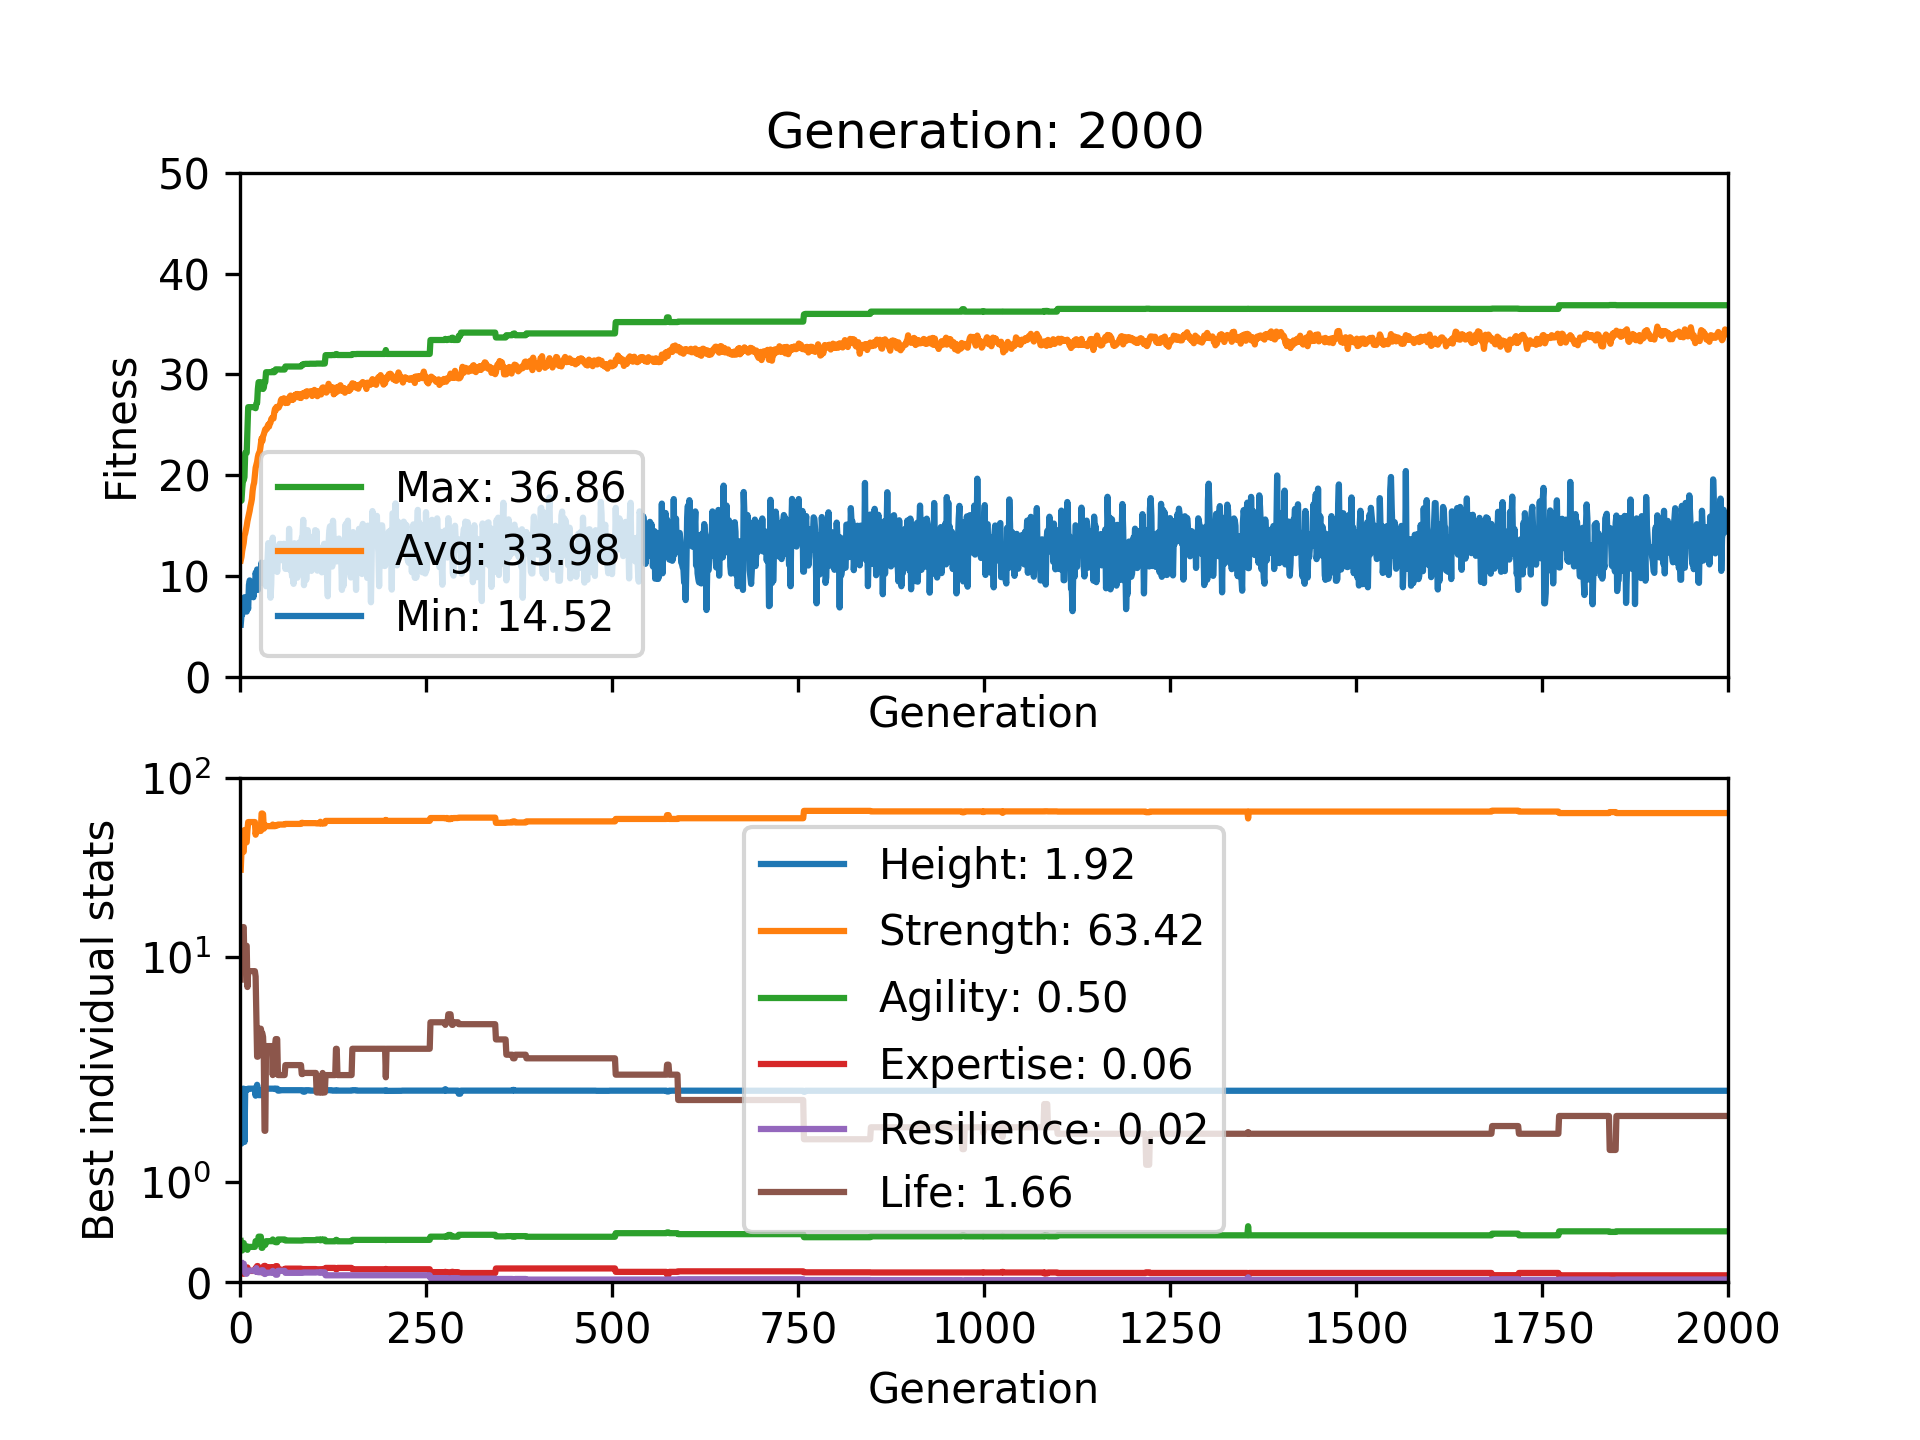 Generation: 2000
50
40
30
20
10
0
Fitness
Max: 36.86
Avg: 33.98
Min: 14.52
Generation
10²
10¹
10⁰
0
Best individual stats
Height: 1.92
Strength: 63.42
Agility: 0.50
Expertise: 0.06
Resilience: 0.02
Life: 1.66
0 250 500 750 1000 1250 1500 1750 2000
Generation